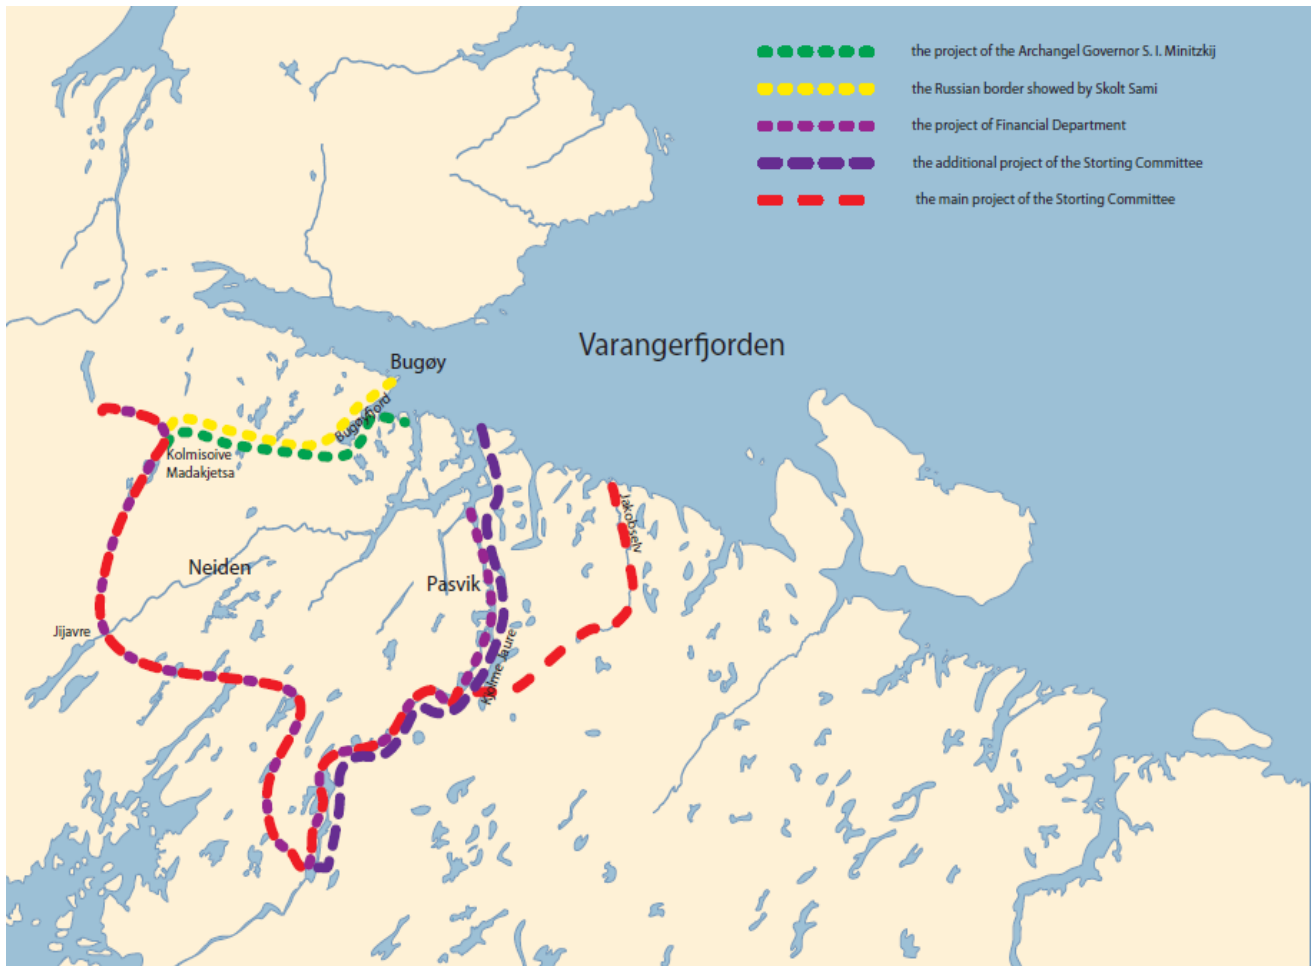 the project of the Archangel Governor S. I. Minitzkij
the Russian border showed by Skolt Sami
the project of Financial Department
the additional project of the Storting Committee
the main project of the Storting Committee
Varangerfjorden
Bugøy
Bugøyfjord
Kolmisoive
Madakjetsa
Jakobselv
Neiden
Pasvik
Jijavre
Kjolme Jaure